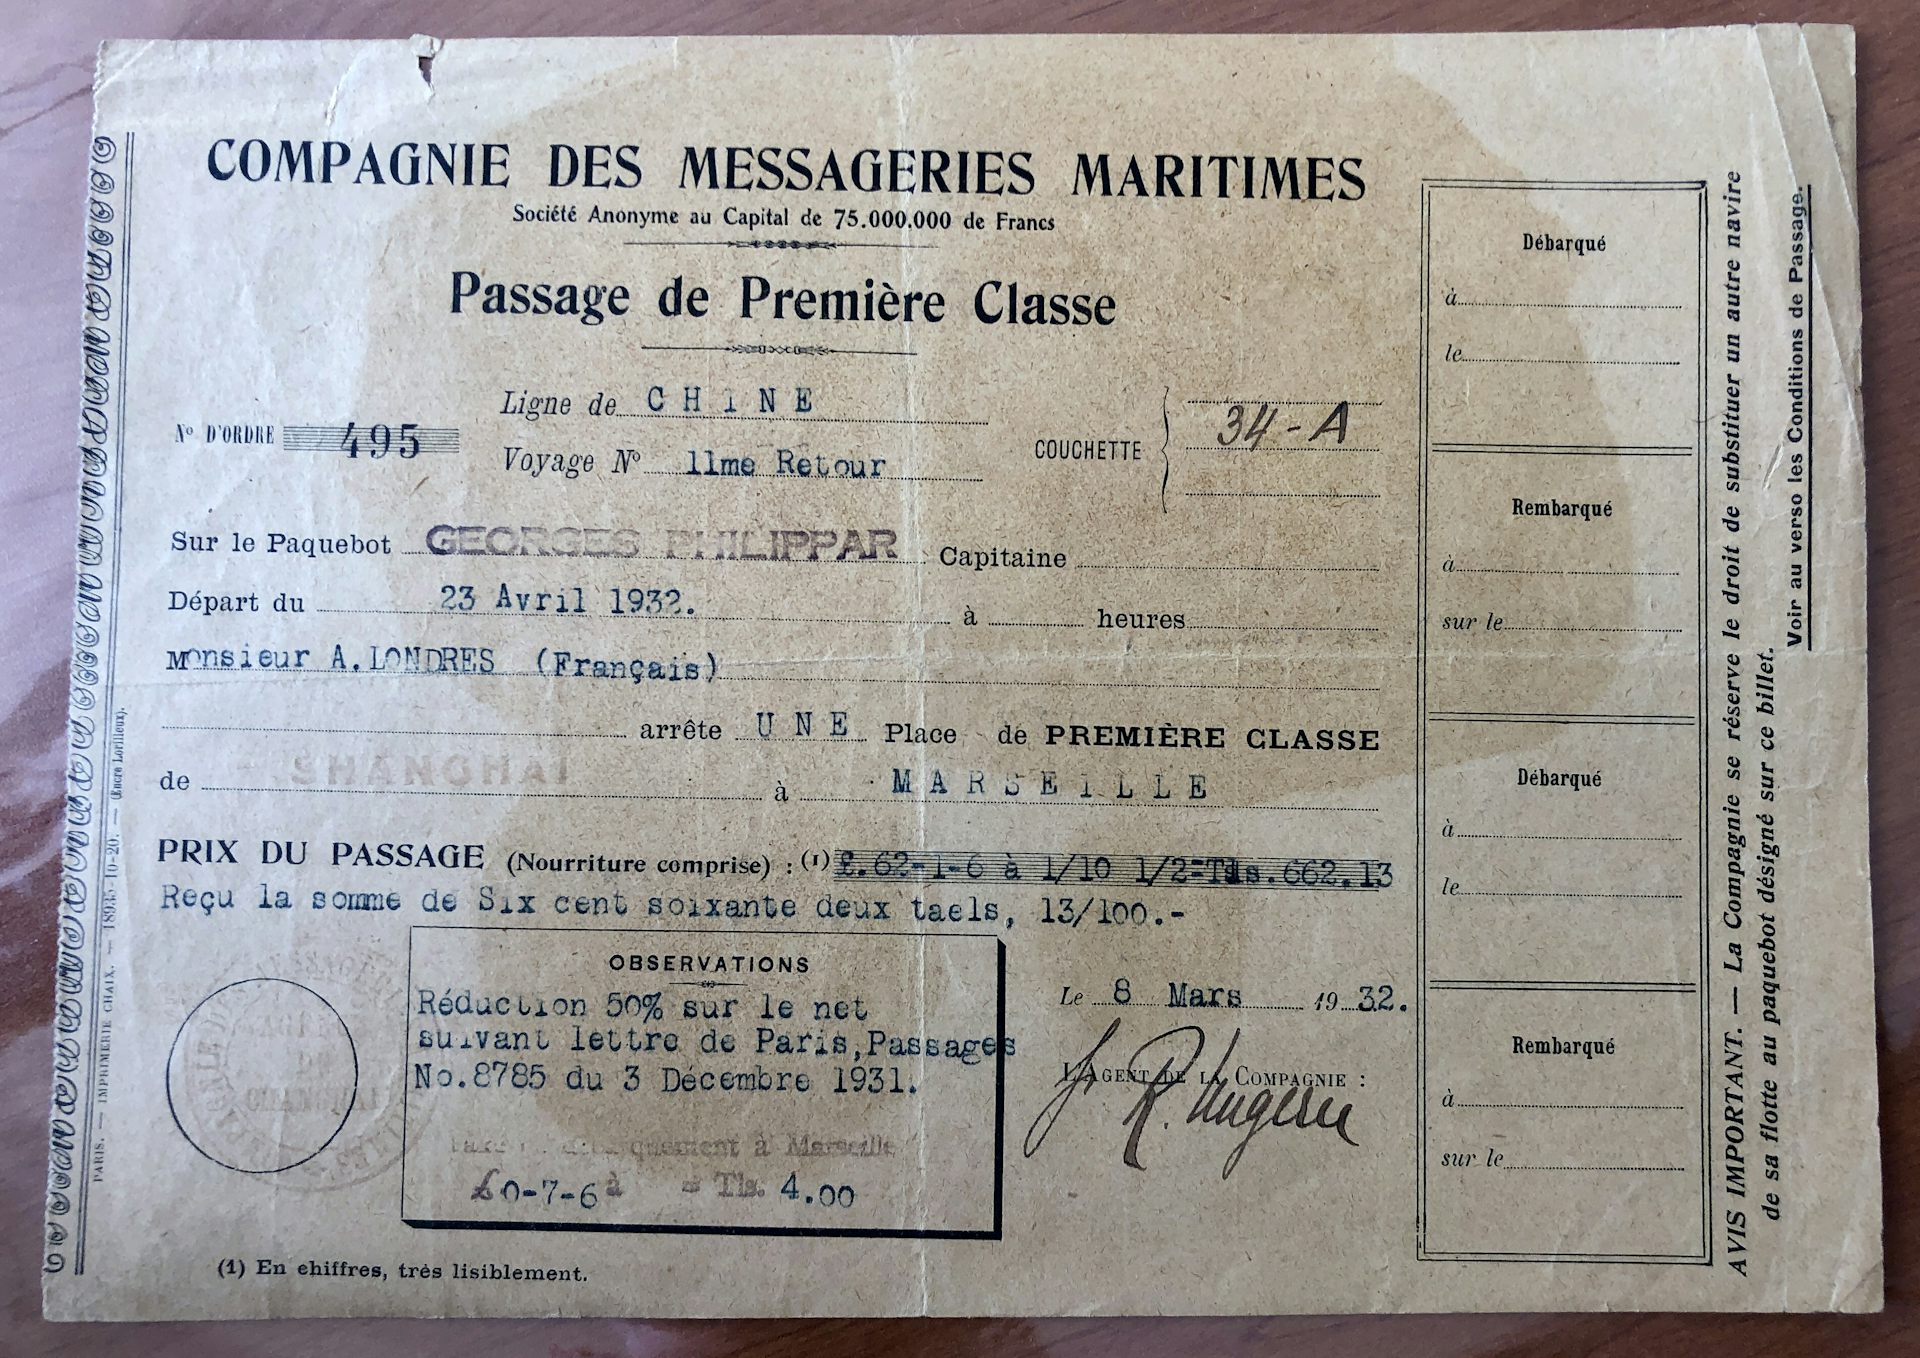 COMPAGNIE DES MESSAGERIES MARITIMES
Société Anonyme au Capital de 75.000.000 de Francs
Passage de Première Classe
Ligne de CHINE
N° D'ORDRE 495
Voyage N° 11me Retour
COUCHETTE 34-A
Sur le Paquebot GEORGES PHILIPPAR Capitaine
Départ du 23 Avril 1932. à heures
Monsieur A.LONDRES (Français)
arrête UNE Place de PREMIÈRE CLASSE
de SHANGHAI à MARSEILLE
PRIX DU PASSAGE (Nourriture comprise) : (1) £.62-1-6 à 1/10 1/2=Tls.662.13
Reçu la somme de Six cent soixante deux taels, 13/100.-
OBSERVATIONS
Réduction 50% sur le net
suivant lettre de Paris,Passages
No.8785 du 3 Décembre 1931.
à Marseille
£0-7-6 à = Tls. 4.00
Le 8 Mars 1932.
L'AGENT DE LA COMPAGNIE :
(1) En chiffres, très lisiblement.
Débarqué
à
le
Rembarqué
à
sur le
Débarqué
à
le
Rembarqué
à
sur le
AVIS IMPORTANT. — La Compagnie se réserve le droit de substituer un autre navire
de sa flotte au paquebot désigné sur ce billet.
Voir au verso les Conditions de Passage.
PARIS. — IMPRIMERIE CHAIX. — 10-20. — (Encre Lorilleux).